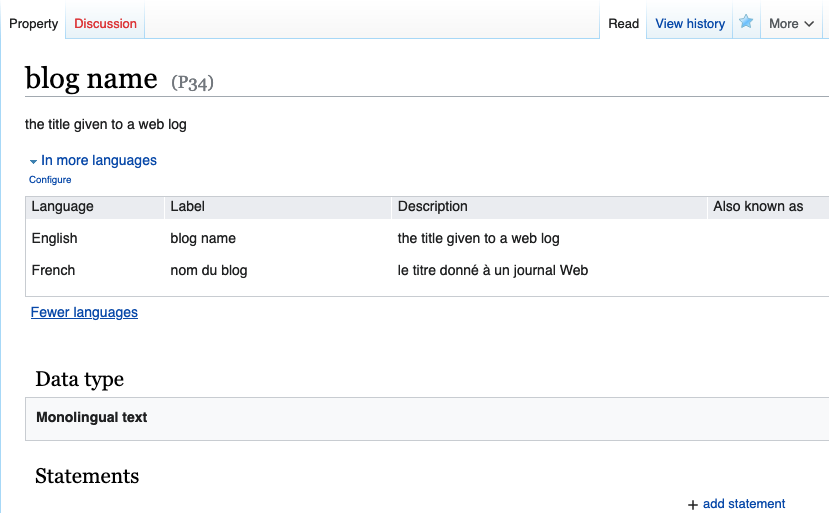 Property Discussion Read View history More
blog name (P34)
the title given to a web log
In more languages
Configure
Language Label Description Also known as
English blog name the title given to a web log
French nom du blog le titre donné à un journal Web
Fewer languages
Data type
Monolingual text
Statements
+ add statement